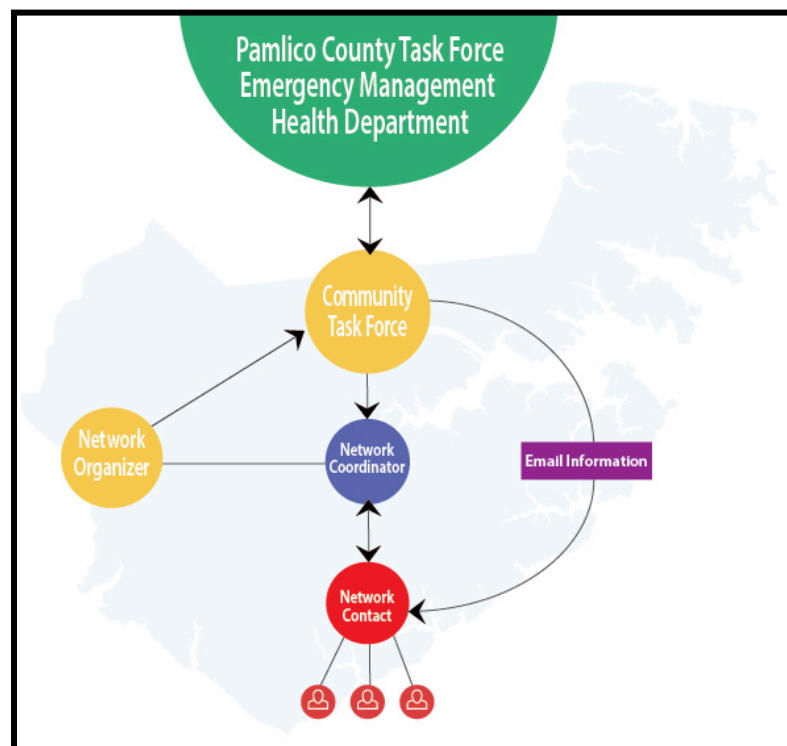 Pamlico County Task Force
Emergency Management
Health Department
Community
Task Force
Network
Organizer
Network
Coordinator
Email Information
Network
Contact